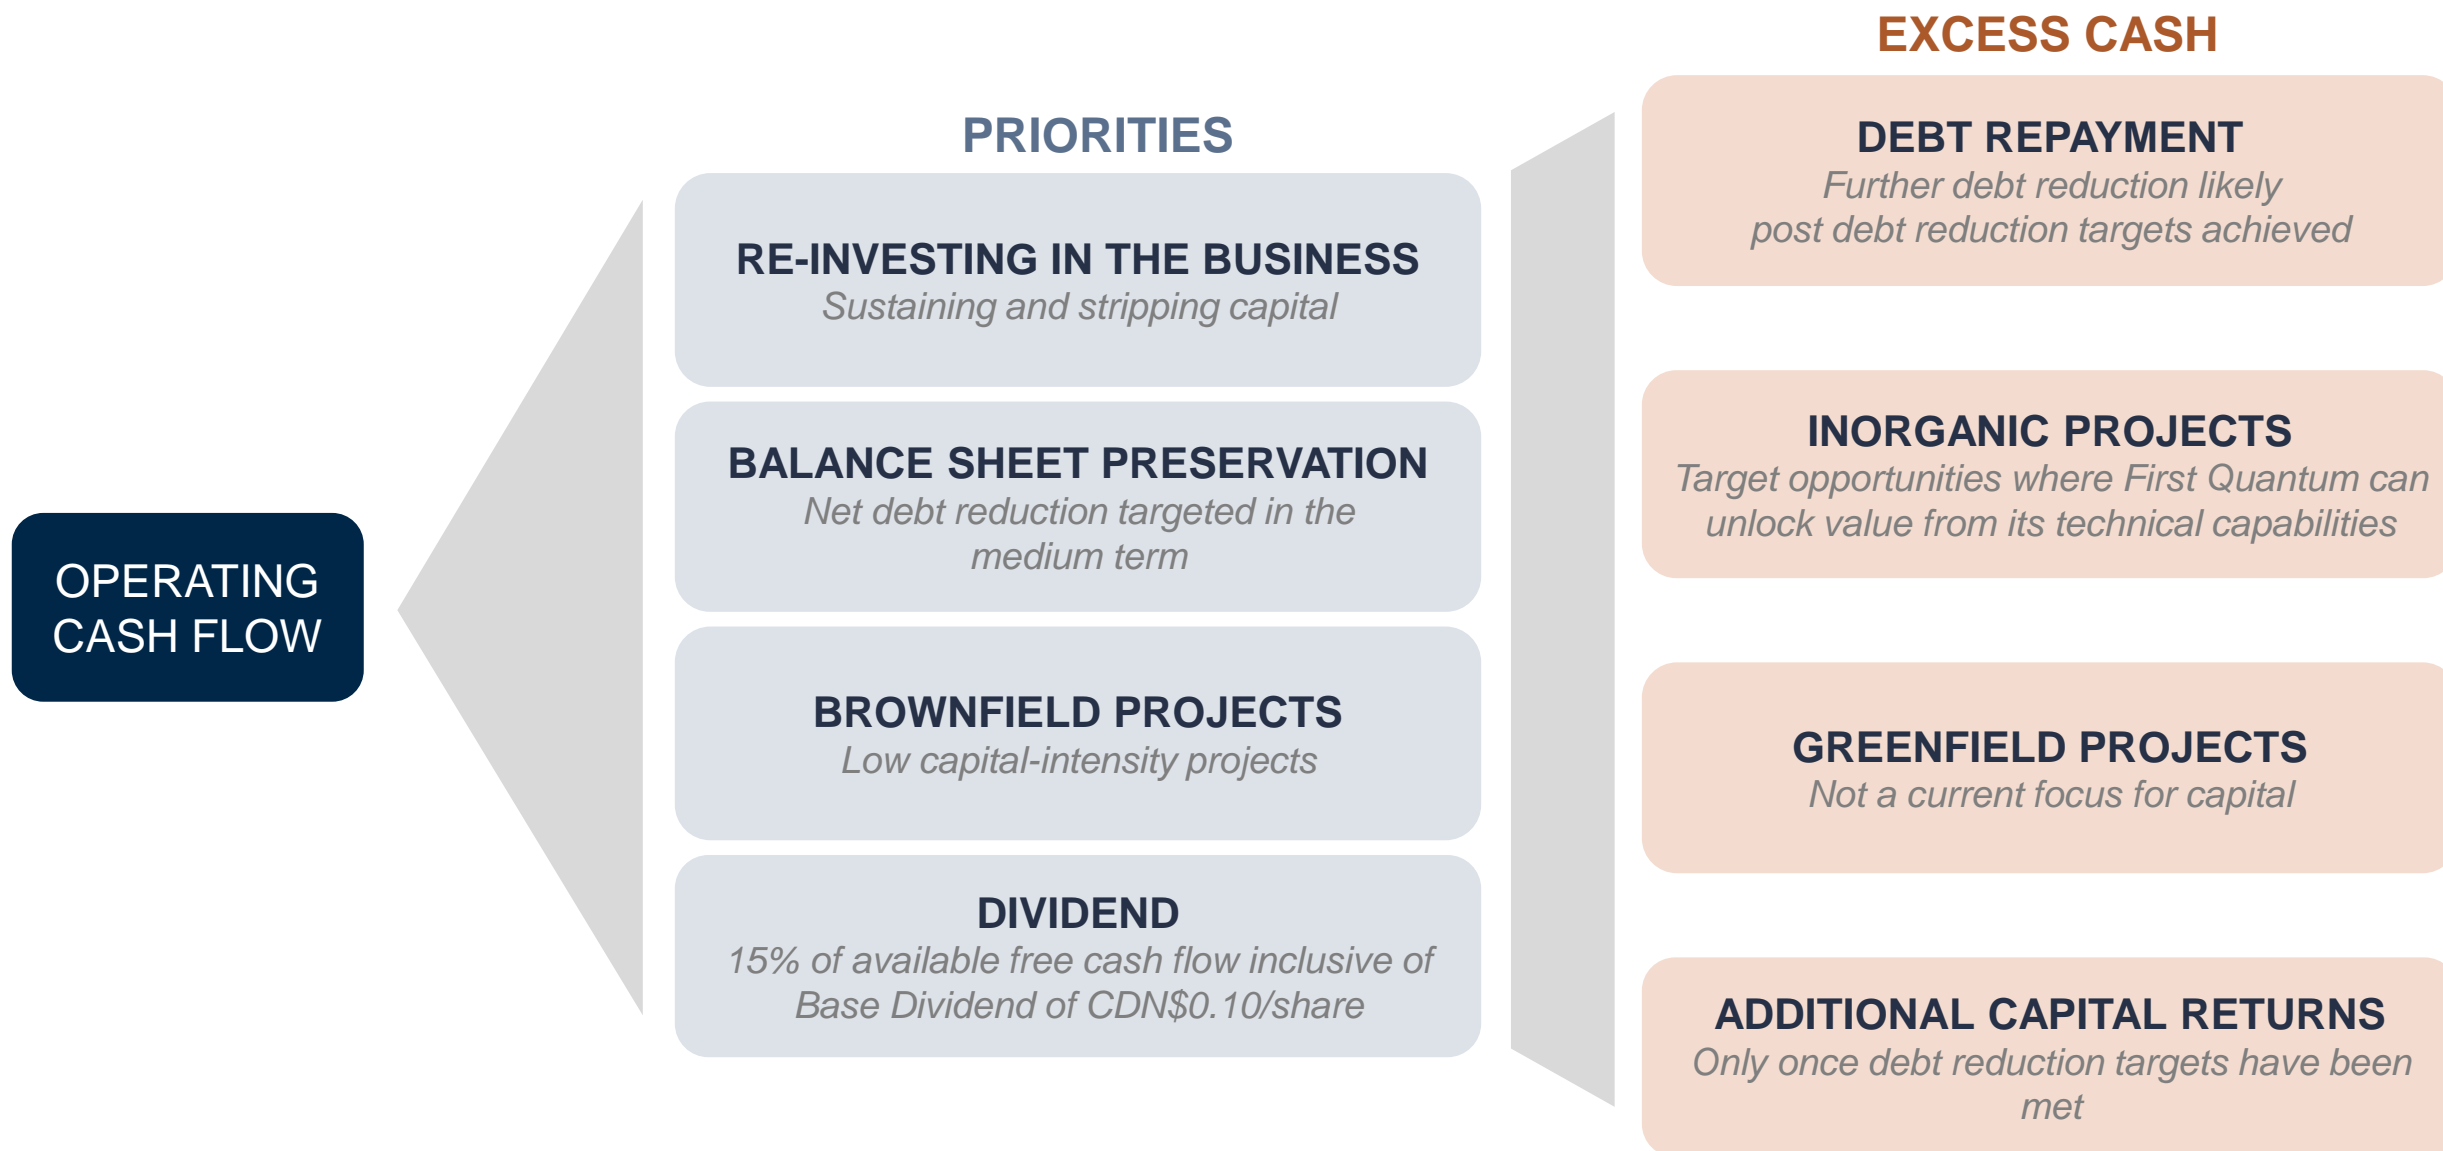 OPERATING
CASH FLOW
PRIORITIES
RE-INVESTING IN THE BUSINESS
Sustaining and stripping capital
BALANCE SHEET PRESERVATION
Net debt reduction targeted in the
medium term
BROWNFIELD PROJECTS
Low capital-intensity projects
DIVIDEND
15% of available free cash flow inclusive of
Base Dividend of CDN$0.10/share
EXCESS CASH
DEBT REPAYMENT
Further debt reduction likely
post debt reduction targets achieved
INORGANIC PROJECTS
Target opportunities where First Quantum can
unlock value from its technical capabilities
GREENFIELD PROJECTS
Not a current focus for capital
ADDITIONAL CAPITAL RETURNS
Only once debt reduction targets have been
met